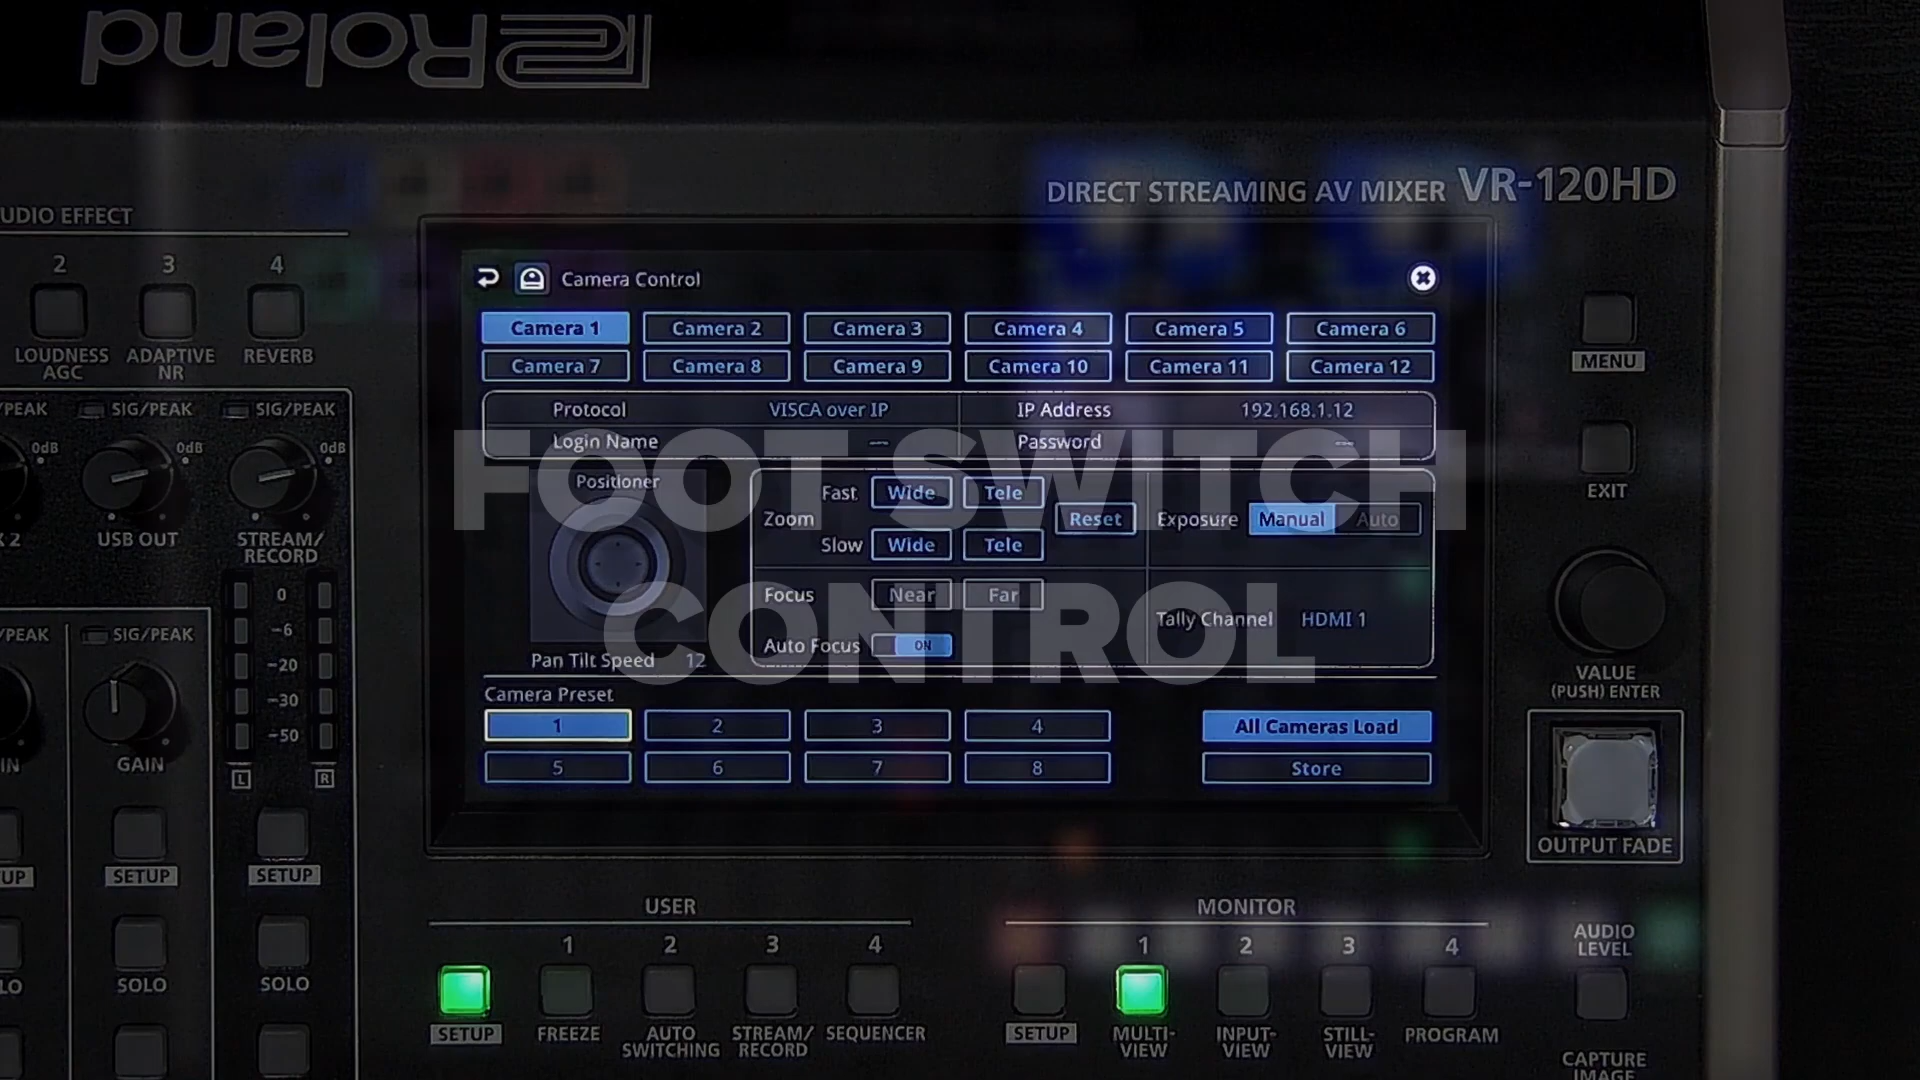 Roland
DIRECT STREAMING AV MIXER VR-120HD
UDIO EFFECT
2 3 4
LOUDNESS AGC
ADAPTIVE NR
REVERB
Camera Control
Camera 1 Camera 2 Camera 3 Camera 4 Camera 5 Camera 6
Camera 7 Camera 8 Camera 9 Camera 10 Camera 11 Camera 12
Protocol VISCA over IP IP Address 192.168.1.12
Login Name --- Password ---
FOOT SWITCH
CONTROL
Positioner
Pan Tilt Speed 12
Zoom
Fast Wide Tele
Slow Wide Tele
Reset
Focus Near Far
Auto Focus ON
Exposure Manual Auto
Tally Channel HDMI 1
Camera Preset
1 2 3 4
5 6 7 8
All Cameras Load
Store
MENU
EXIT
VALUE
(PUSH) ENTER
OUTPUT FADE
/PEAK SIG/PEAK SIG/PEAK
0dB 0dB 0dB
X 2 USB OUT STREAM/
RECORD
0
-6
-20
-30
-50
L R
/PEAK SIG/PEAK
IN GAIN
UP SETUP SETUP
LO SOLO SOLO
USER
1 2 3 4
SETUP FREEZE AUTO
SWITCHING
STREAM/
RECORD
SEQUENCER
MONITOR
1 2 3 4
SETUP MULTI-
VIEW
INPUT-
VIEW
STILL-
VIEW
PROGRAM
AUDIO
LEVEL
CAPTURE
IMAGE